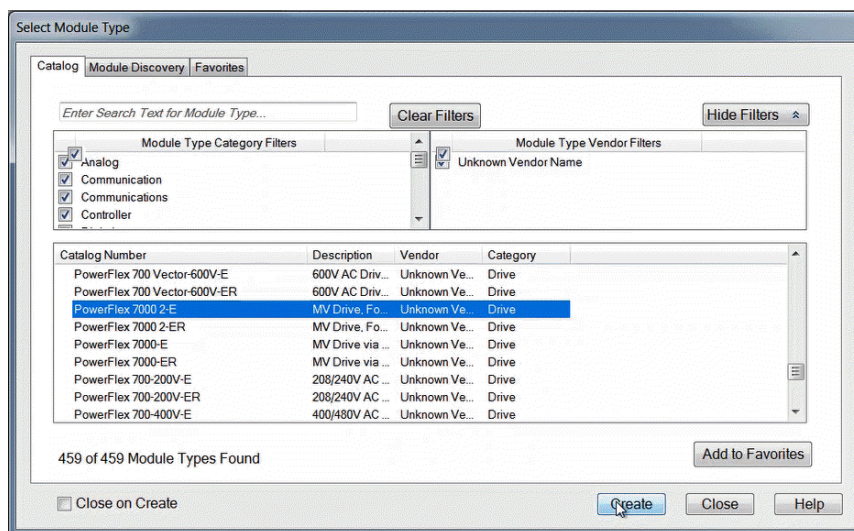 Select Module Type
Catalog Module Discovery Favorites
Enter Search Text for Module Type...
Clear Filters
Hide Filters
Module Type Category Filters
Module Type Vendor Filters
Analog
Unknown Vendor Name
Communication
Communications
Controller
Catalog Number Description Vendor Category
PowerFlex 700 Vector-600V-E 600V AC Driv... Unknown Ve... Drive
PowerFlex 700 Vector-600V-ER 600V AC Driv... Unknown Ve... Drive
PowerFlex 7000 2-E MV Drive, Fo... Unknown Ve... Drive
PowerFlex 7000 2-ER MV Drive, Fo... Unknown Ve... Drive
PowerFlex 7000-E MV Drive via ... Unknown Ve... Drive
PowerFlex 7000-ER MV Drive via ... Unknown Ve... Drive
PowerFlex 700-200V-E 208/240V AC ... Unknown Ve... Drive
PowerFlex 700-200V-ER 208/240V AC ... Unknown Ve... Drive
PowerFlex 700-400V-E 400/480V AC ... Unknown Ve... Drive
459 of 459 Module Types Found
Add to Favorites
Close on Create
Create Close Help